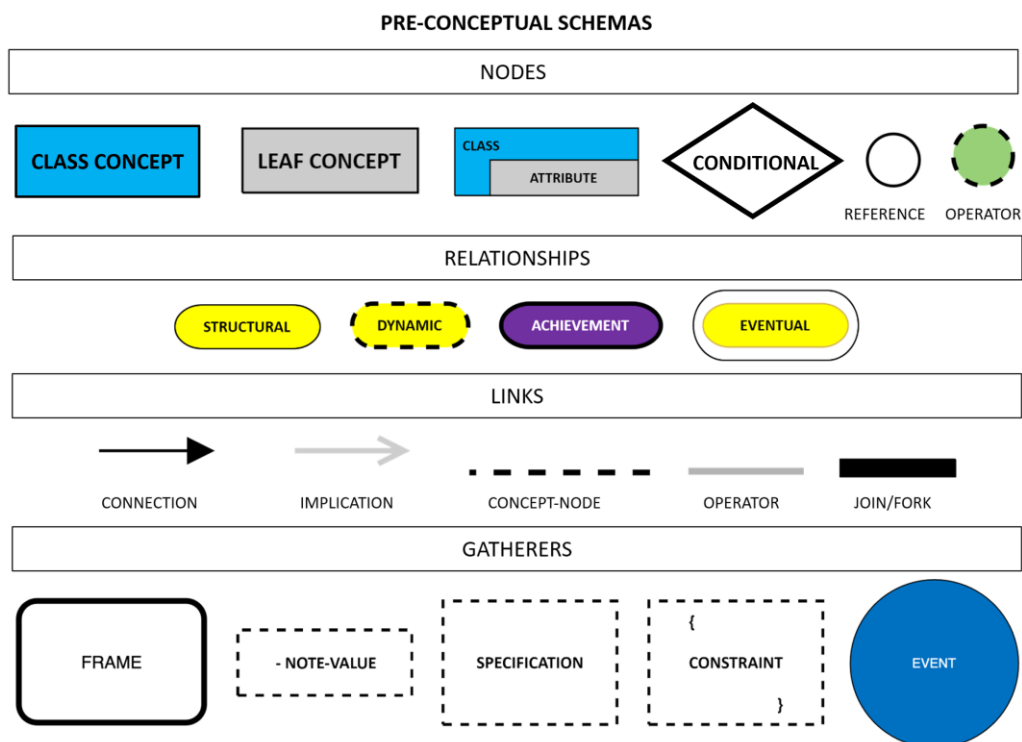 PRE-CONCEPTUAL SCHEMAS
NODES
CLASS CONCEPT
LEAF CONCEPT
CLASS
ATTRIBUTE
CONDITIONAL
REFERENCE
OPERATOR
RELATIONSHIPS
STRUCTURAL
DYNAMIC
ACHIEVEMENT
EVENTUAL
LINKS
CONNECTION
IMPLICATION
CONCEPT-NODE
OPERATOR
JOIN/FORK
GATHERERS
FRAME
- NOTE-VALUE
SPECIFICATION
{
CONSTRAINT
}
EVENT